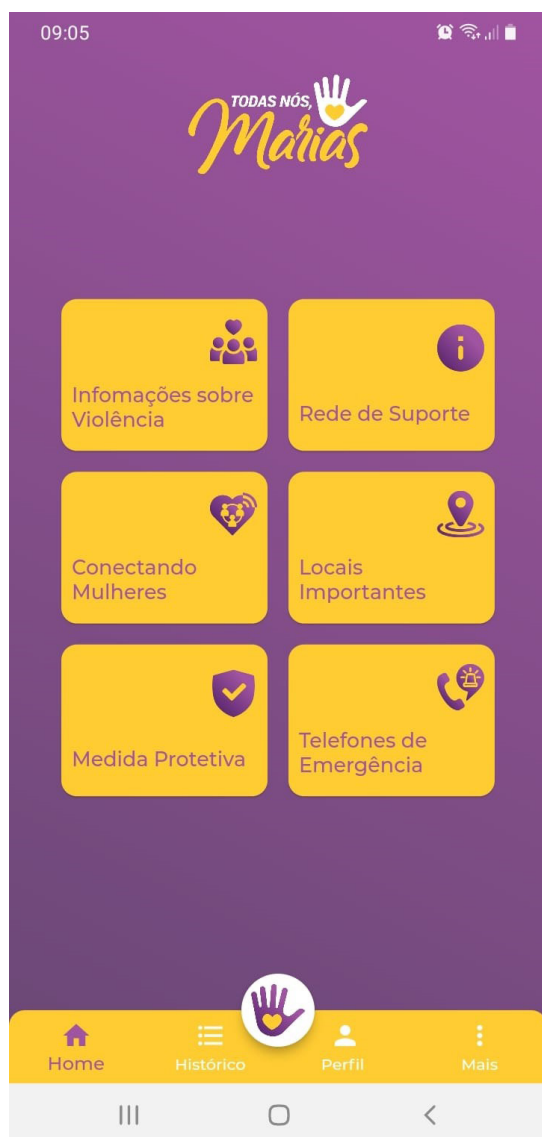 09:05
TODAS NÓS,
Marias
Infomações sobre
Violência
Rede de Suporte
Conectando
Mulheres
Locais
Importantes
Medida Protetiva
Telefones de
Emergência
Home
Histórico
Perfil
Mais